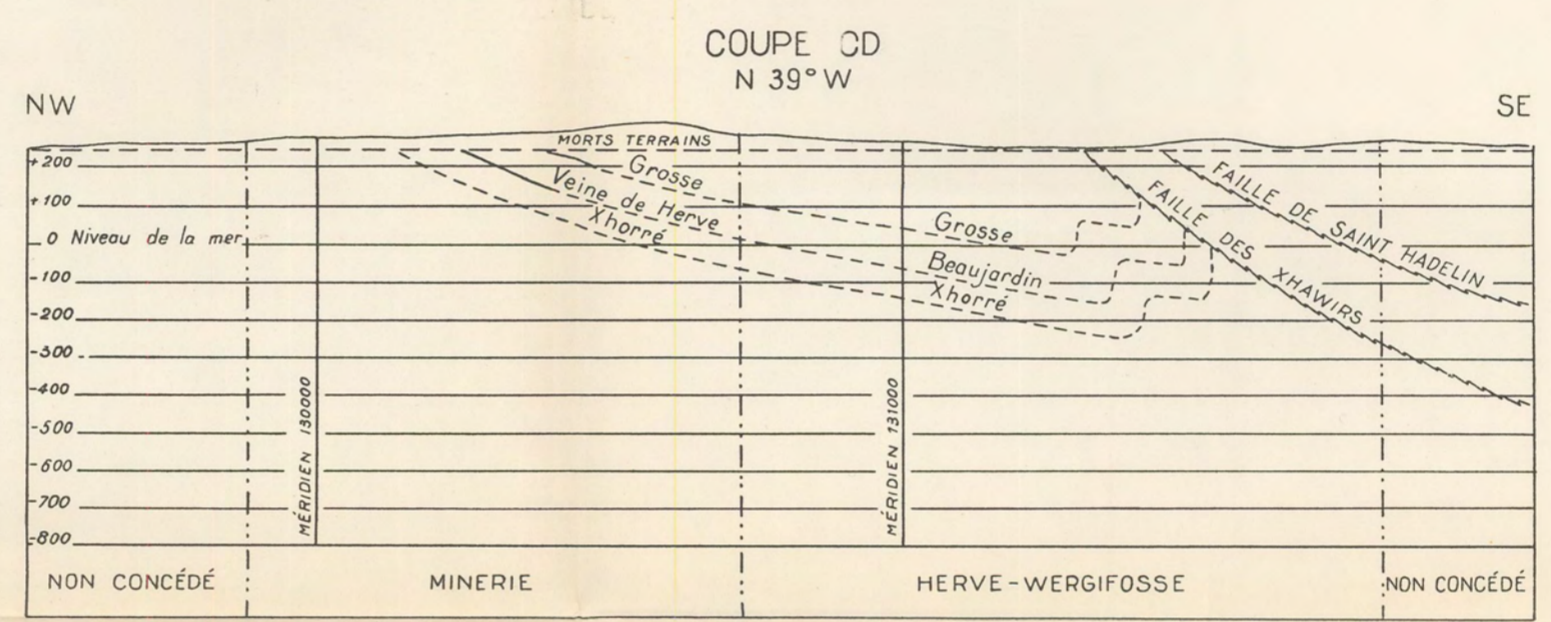 COUPE CD
N 39° W
NW
SE
MORTS TERRAINS
+200
+100
0 Niveau de la mer
-100
-200
-300
-400
-500
-600
-700
-800
Grosse
Veine de Herve
Xhorré
Grosse
Beaujardin
Xhorré
FAILLE DES XHAWIRS
FAILLE DE SAINT HADELIN
MÉRIDIEN 130000
MÉRIDIEN 131000
NON CONCÉDÉ
MINERIE
HERVE-WERGIFOSSE
NON CONCÉDÉ